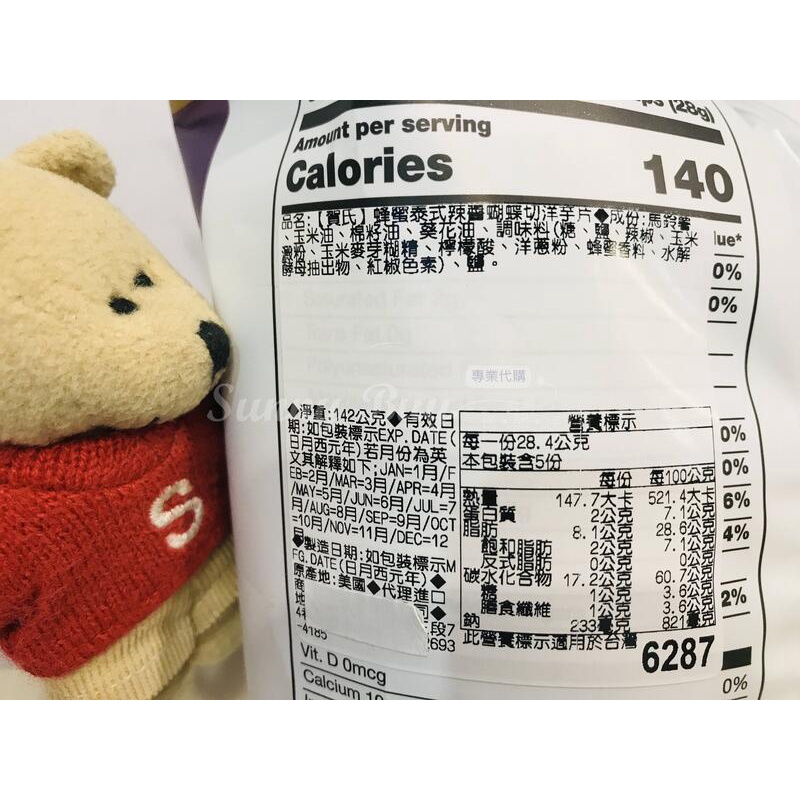 ps (28g)
Amount per serving
Calories 140
lue*
品名:【賀氏】蜂蜜泰式辣醬蝴蝶切洋芋片◆成份:馬鈴薯
、玉米油、棉籽油、葵花油、調味料(糖、鹽、辣椒、玉米
澱粉、玉米麥芽糊精、檸檬酸、洋蔥粉、蜂蜜香料、水解
酵母抽出物、紅椒色素)、鹽。
0%
0%
專業代購
◆淨重:142公克◆有效日
期:如包裝標示EXP.DATE(
日月西元年)若月份為英
文其解釋如下;JAN=1月/F
EB=2月/MAR=3月/APR=4月
/MAY=5月/JUN=6月/JUL=7
月/AUG=8月/SEP=9月/OCT
=10月/NOV=11月/DEC=12
月
◆製造日期:如包裝標示M
FG.DATE(日月西元年)◆
原產地:美國◆代理進口
商
地
三段7
-4185
2693
營養標示
每一份28.4公克
本包裝含5份
每份 每100公克
熱量 147.7大卡 521.4大卡
蛋白質 2公克 7.1公克
脂肪 8.1公克 28.6公克
飽和脂肪 2公克 7.1公克
反式脂肪 0公克 0公克
碳水化合物 17.2公克 60.7公克
糖 1公克 3.6公克
膳食纖維 1公克 3.6公克
鈉 233毫克 821毫克
此營養標示適用於台灣
6287
0%
0%
6%
4%
2%
Vit. D 0mcg
Calcium 10
0%
S